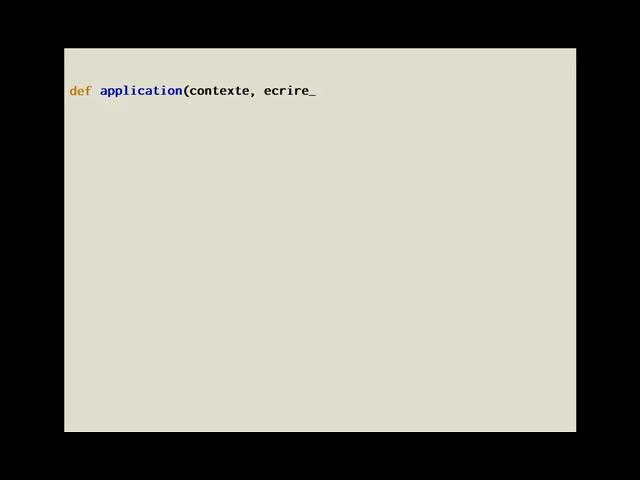 def application(contexte, ecrire_